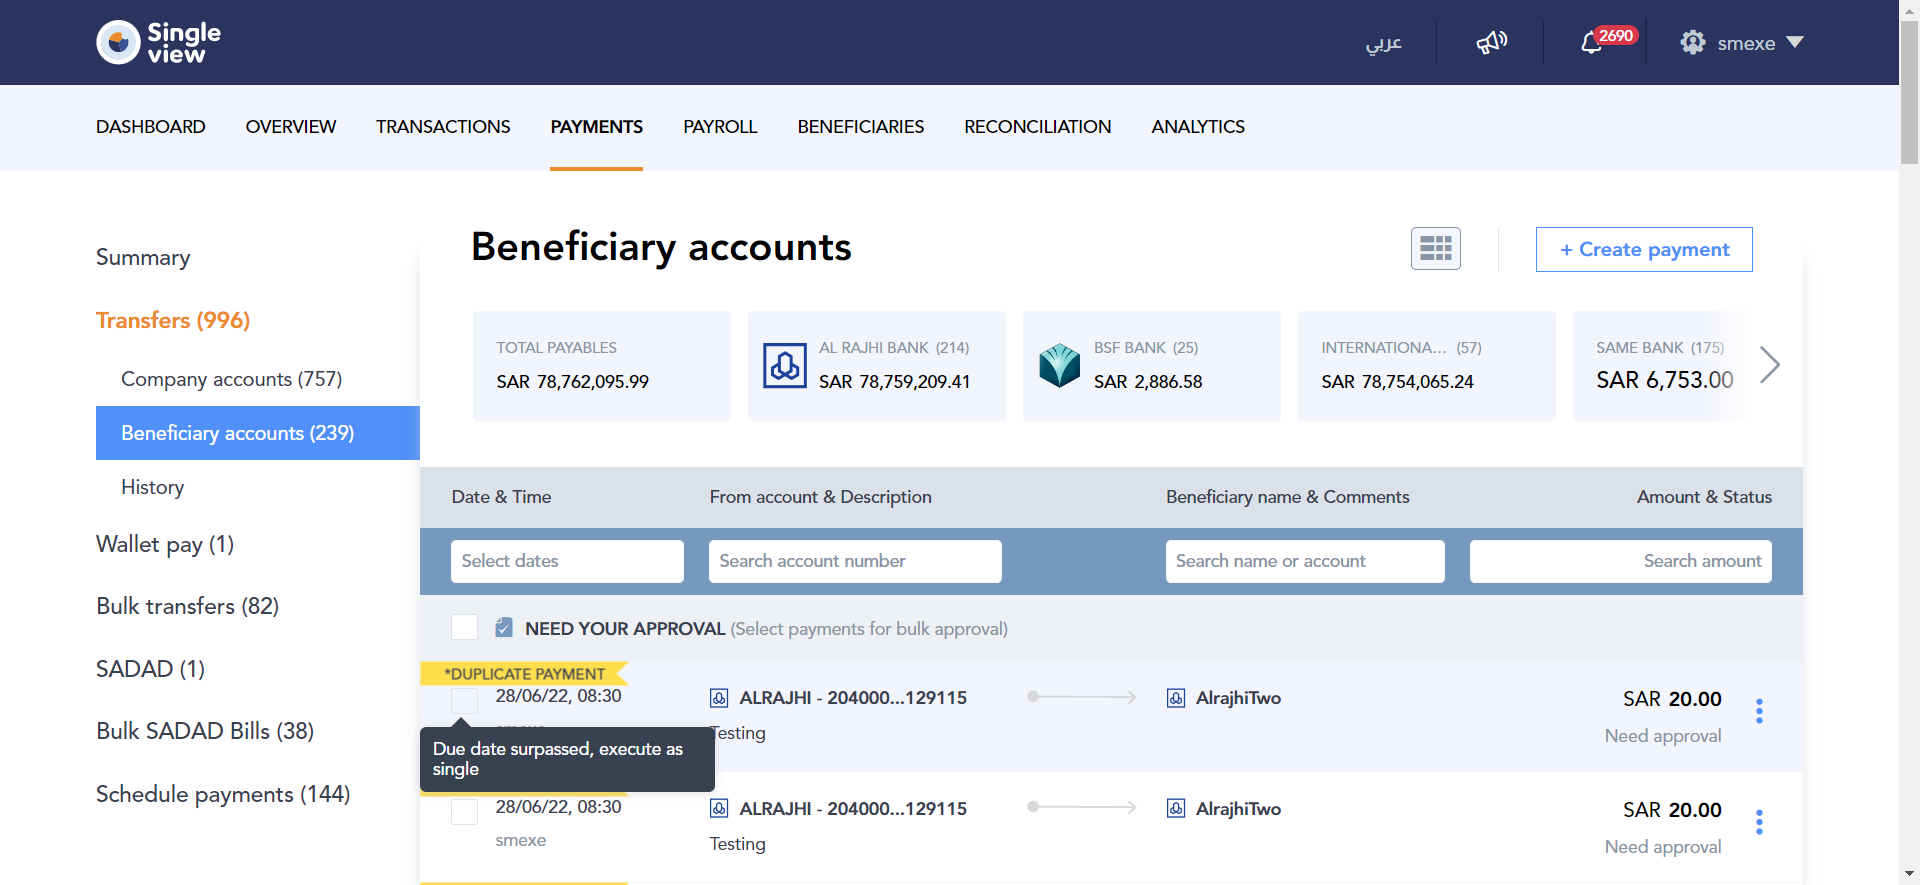 Single
view
عربي
2690
smexe
DASHBOARD
OVERVIEW
TRANSACTIONS
PAYMENTS
PAYROLL
BENEFICIARIES
RECONCILIATION
ANALYTICS
Summary
Transfers (996)
Company accounts (757)
Beneficiary accounts (239)
History
Wallet pay (1)
Bulk transfers (82)
SADAD (1)
Bulk SADAD Bills (38)
Schedule payments (144)
Beneficiary accounts
+ Create payment
TOTAL PAYABLES
SAR 78,762,095.99
AL RAJHI BANK (214)
SAR 78,759,209.41
BSF BANK (25)
SAR 2,886.58
INTERNATIONA... (57)
SAR 78,754,065.24
SAME BANK (175)
SAR 6,753.00
Date & Time
From account & Description
Beneficiary name & Comments
Amount & Status
Select dates
Search account number
Search name or account
Search amount
NEED YOUR APPROVAL (Select payments for bulk approval)
*DUPLICATE PAYMENT
28/06/22, 08:30
ALRAJHI - 204000...129115
AlrajhiTwo
SAR 20.00
Testing
Need approval
Due date surpassed, execute as
single
28/06/22, 08:30
ALRAJHI - 204000...129115
AlrajhiTwo
SAR 20.00
smexe
Testing
Need approval